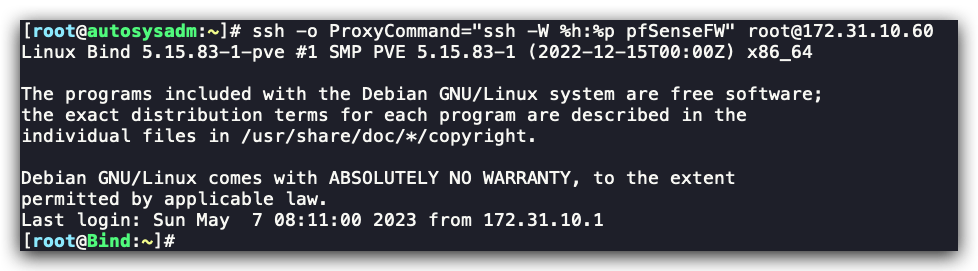 [root@autosysadm:~]# ssh -o ProxyCommand="ssh -W %h:%p pfSenseFW" root@172.31.10.60
Linux Bind 5.15.83-1-pve #1 SMP PVE 5.15.83-1 (2022-12-15T00:00Z) x86_64
The programs included with the Debian GNU/Linux system are free software;
the exact distribution terms for each program are described in the
individual files in /usr/share/doc/*/copyright.
Debian GNU/Linux comes with ABSOLUTELY NO WARRANTY, to the extent
permitted by applicable law.
Last login: Sun May  7 08:11:00 2023 from 172.31.10.1
[root@Bind:~]#